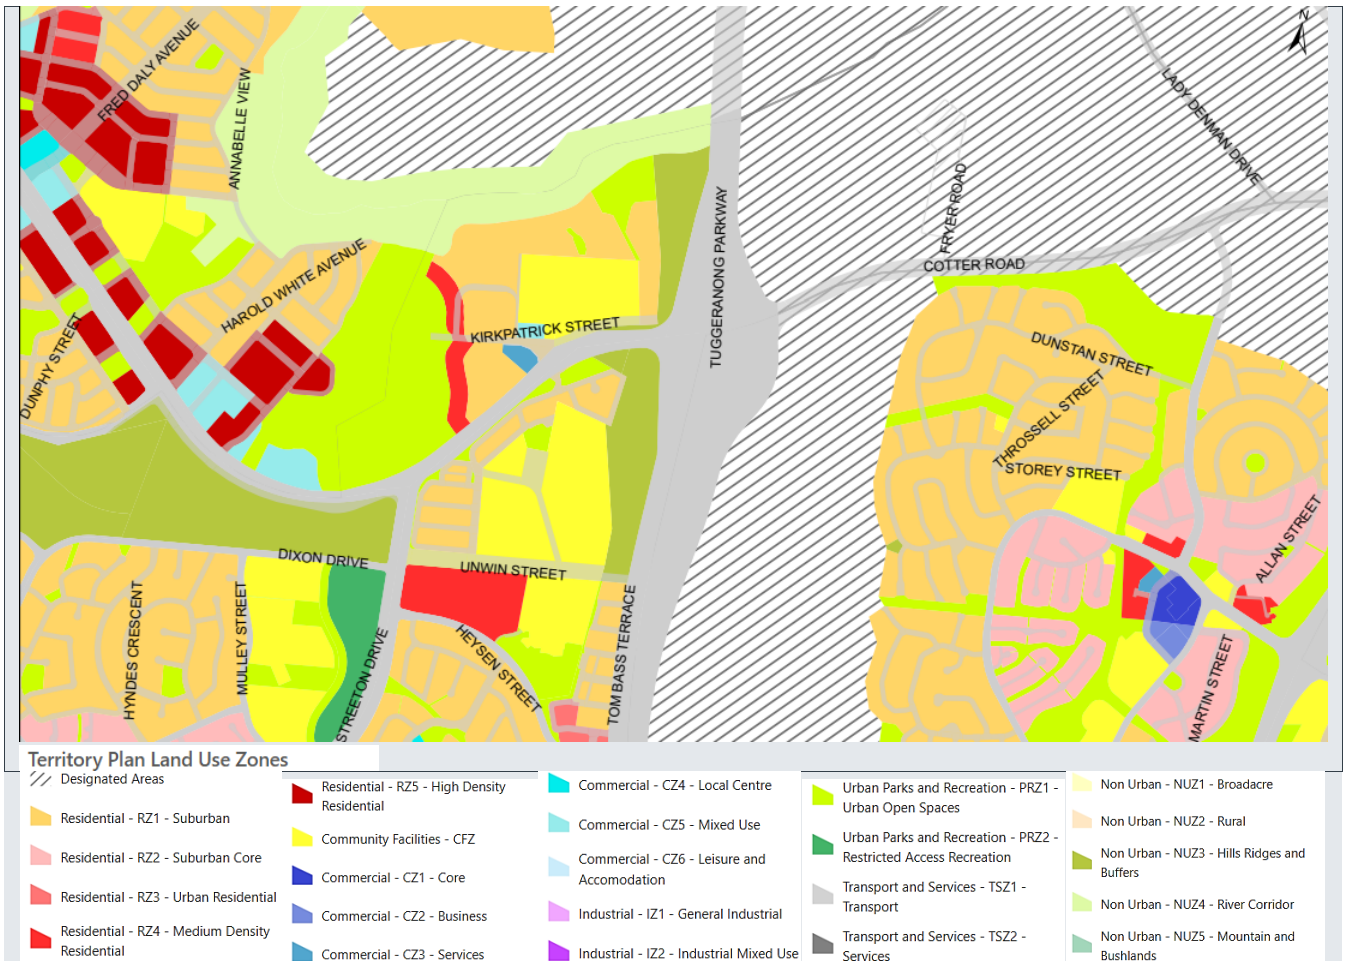 N
FRED DALY AVENUE
ANNABELLE VIEW
LADY DENMAN DRIVE
FRYER ROAD
TUGGERANONG PARKWAY
HAROLD WHITE AVENUE
COTTER ROAD
KIRKPATRICK STREET
DUNPHY STREET
DUNSTAN STREET
THROSSELL STREET
STOREY STREET
ALLAN STREET
DIXON DRIVE
UNWIN STREET
HYNDES CRESCENT
MULLEY STREET
STREETON DRIVE
HEYSEN STREET
TOM BASS TERRACE
MARTIN STREET
Territory Plan Land Use Zones
Designated Areas
Residential - RZ1 - Suburban
Residential - RZ2 - Suburban Core
Residential - RZ3 - Urban Residential
Residential - RZ4 - Medium Density
Residential
Residential - RZ5 - High Density
Residential
Community Facilities - CFZ
Commercial - CZ1 - Core
Commercial - CZ2 - Business
Commercial - CZ3 - Services
Commercial - CZ4 - Local Centre
Commercial - CZ5 - Mixed Use
Commercial - CZ6 - Leisure and
Accomodation
Industrial - IZ1 - General Industrial
Industrial - IZ2 - Industrial Mixed Use
Urban Parks and Recreation - PRZ1 -
Urban Open Spaces
Urban Parks and Recreation - PRZ2 -
Restricted Access Recreation
Transport and Services - TSZ1 -
Transport
Transport and Services - TSZ2 -
Services
Non Urban - NUZ1 - Broadacre
Non Urban - NUZ2 - Rural
Non Urban - NUZ3 - Hills Ridges and
Buffers
Non Urban - NUZ4 - River Corridor
Non Urban - NUZ5 - Mountain and
Bushlands